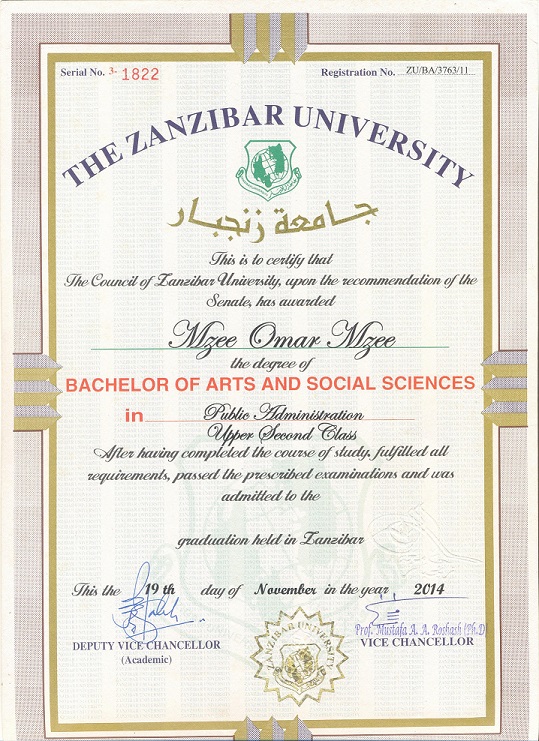 Serial No. 3- 1822
Registration No. ZU/BA/3763/11
THE ZANZIBAR UNIVERSITY
جامعة زنجبار
This is to certify that
The Council of Zanzibar University, upon the recommendation of the
Senate, has awarded
Mzee Omar Mzee
the degree of
BACHELOR OF ARTS AND SOCIAL SCIENCES
in Public Administration
Upper Second Class
After having completed the course of study, fulfilled all
requirements, passed the prescribed examinations and was
admitted to the
graduation held in Zanzibar
This the 19 th day of November in the year 2014
Prof. Mustafa A. A. Roshash (Ph.D)
DEPUTY VICE CHANCELLOR
(Academic)
VICE CHANCELLOR
ZANZIBAR UNIVERSITY